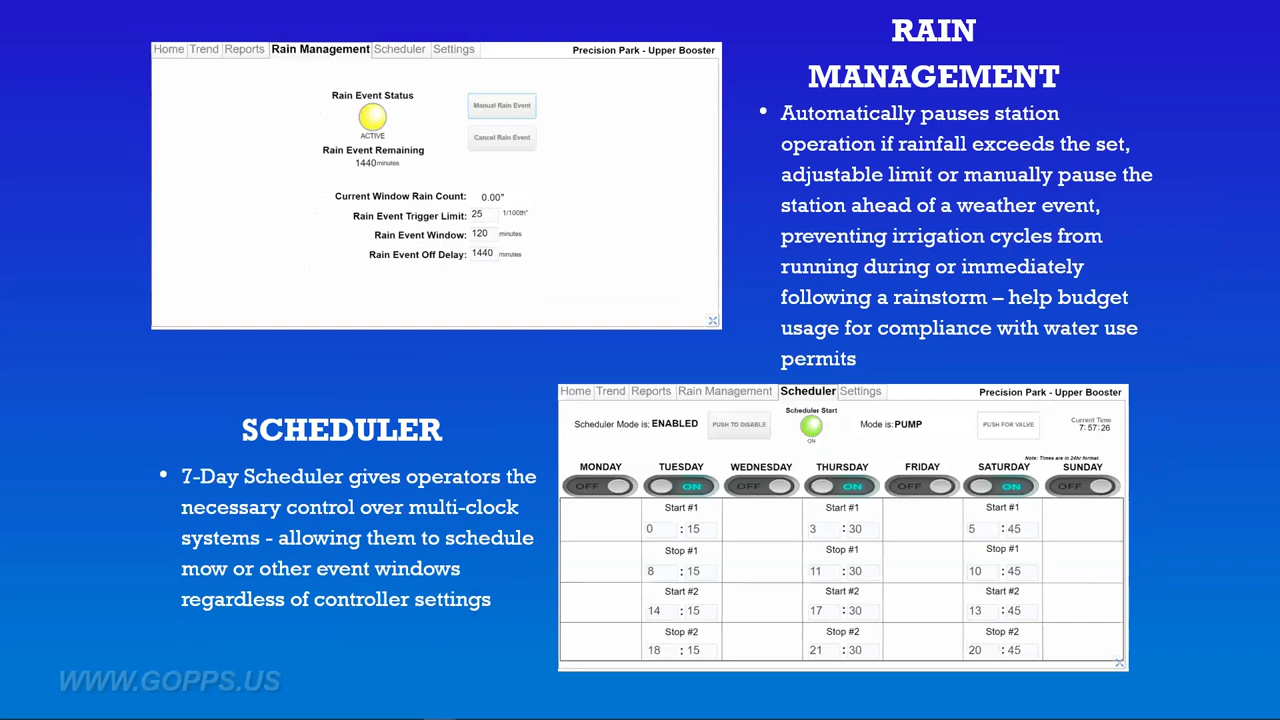 RAIN
MANAGEMENT
Home Trend Reports Rain Management Scheduler Settings Precision Park - Upper Booster
Rain Event Status
ACTIVE
Rain Event Remaining
1440 minutes
Manual Rain Event
Cancel Rain Event
Current Window Rain Count: 0.00"
Rain Event Trigger Limit: 25 1/100th"
Rain Event Window: 120 minutes
Rain Event Off Delay: 1440 minutes
• Automatically pauses station
operation if rainfall exceeds the set,
adjustable limit or manually pause the
station ahead of a weather event,
preventing irrigation cycles from
running during or immediately
following a rainstorm – help budget
usage for compliance with water use
permits
SCHEDULER
• 7-Day Scheduler gives operators the
necessary control over multi-clock
systems - allowing them to schedule
mow or other event windows
regardless of controller settings
Home Trend Reports Rain Management Scheduler Settings Precision Park - Upper Booster
Scheduler Mode is: ENABLED PUSH TO DISABLE
Scheduler Start
ON
Mode is: PUMP PUSH FOR VALVE
Current Time
7: 57: 26
Note: Times are in 24hr format.
MONDAY TUESDAY WEDNESDAY THURSDAY FRIDAY SATURDAY SUNDAY
OFF ON OFF ON OFF ON OFF
Start #1 Start #1 Start #1
0 : 15 3 : 30 5 : 45
Stop #1 Stop #1 Stop #1
8 : 15 11 : 30 10 : 45
Start #2 Start #2 Start #2
14 : 15 17 : 30 13 : 45
Stop #2 Stop #2 Stop #2
18 : 15 21 : 30 20 : 45
WWW.GOPPS.US